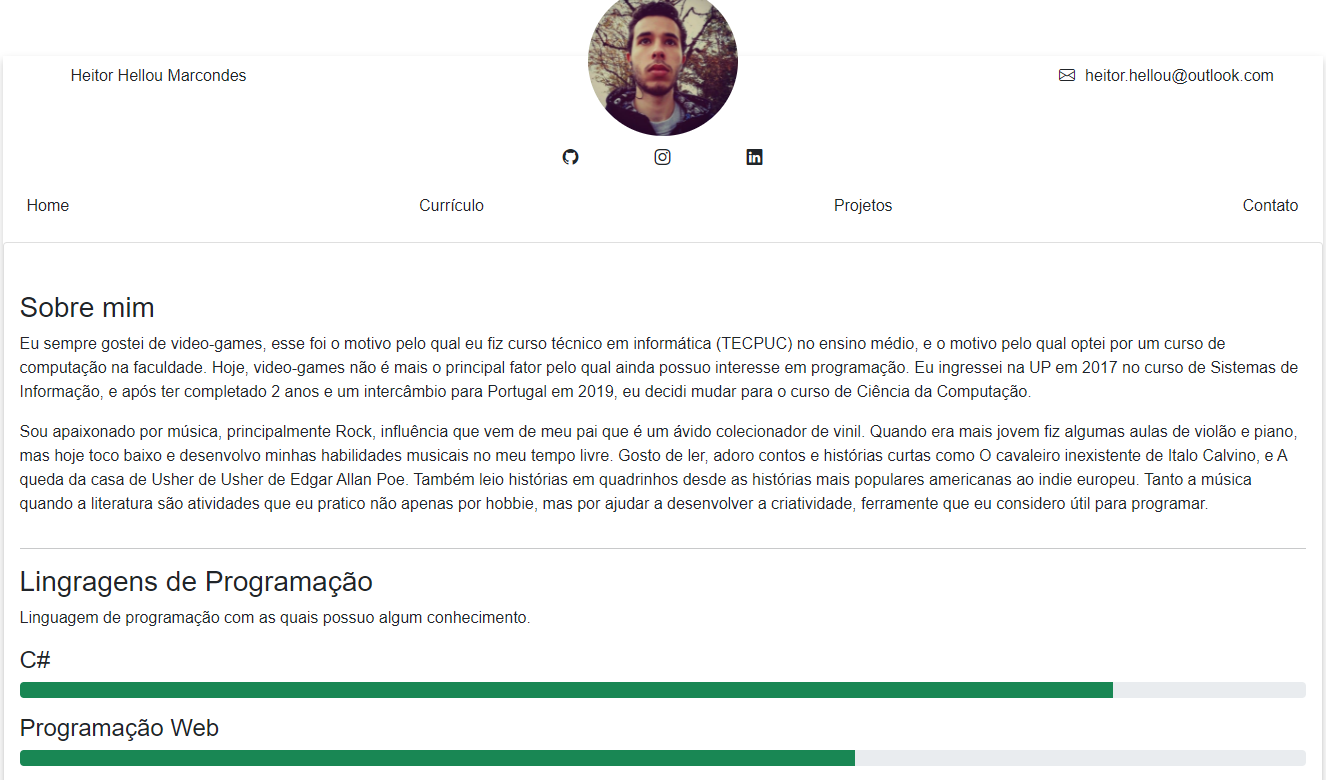 Heitor Hellou Marcondes
heitor.hellou@outlook.com
Home
Currículo
Projetos
Contato
Sobre mim
Eu sempre gostei de video-games, esse foi o motivo pelo qual eu fiz curso técnico em informática (TECPUC) no ensino médio, e o motivo pelo qual optei por um curso de
computação na faculdade. Hoje, video-games não é mais o principal fator pelo qual ainda possuo interesse em programação. Eu ingressei na UP em 2017 no curso de Sistemas de
Informação, e após ter completado 2 anos e um intercâmbio para Portugal em 2019, eu decidi mudar para o curso de Ciência da Computação.
Sou apaixonado por música, principalmente Rock, influência que vem de meu pai que é um ávido colecionador de vinil. Quando era mais jovem fiz algumas aulas de violão e piano,
mas hoje toco baixo e desenvolvo minhas habilidades musicais no meu tempo livre. Gosto de ler, adoro contos e histórias curtas como O cavaleiro inexistente de Italo Calvino, e A
queda da casa de Usher de Usher de Edgar Allan Poe. Também leio histórias em quadrinhos desde as histórias mais populares americanas ao indie europeu. Tanto a música
quando a literatura são atividades que eu pratico não apenas por hobbie, mas por ajudar a desenvolver a criatividade, ferramente que eu considero útil para programar.
Lingragens de Programação
Linguagem de programação com as quais possuo algum conhecimento.
C#
Programação Web